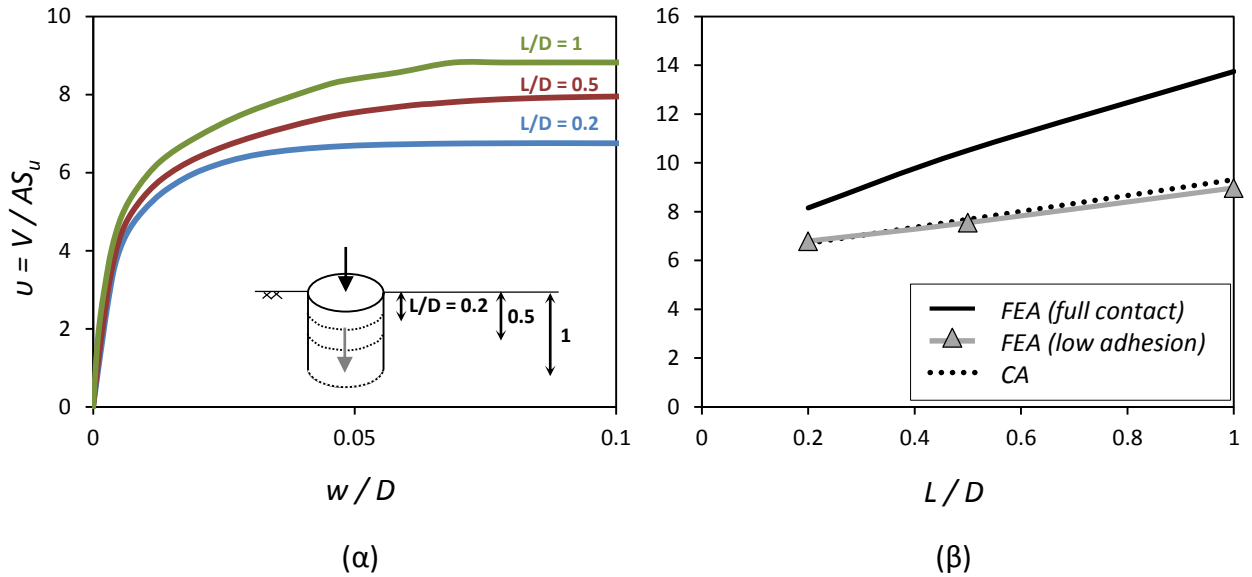 10
8
6
4
2
0
υ = V / AS_u
L/D = 1
L/D = 0.5
L/D = 0.2
L/D = 0.2
0.5
1
0
0.05
0.1
w / D
(α)
16
14
12
10
8
6
4
2
0
FEA (full contact)
FEA (low adhesion)
CA
0
0.2
0.4
0.6
0.8
1
L / D
(β)